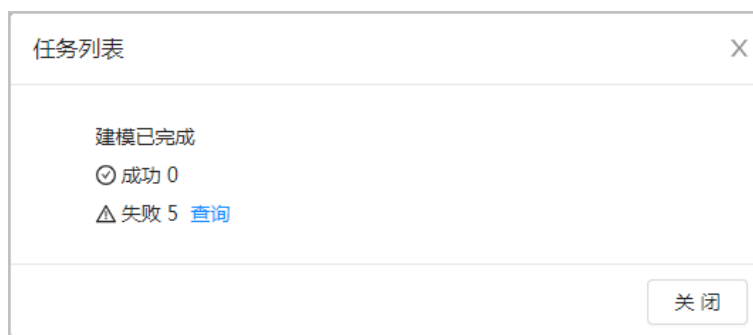 任务列表
建模已完成
成功 0
失败 5 查询
关 闭